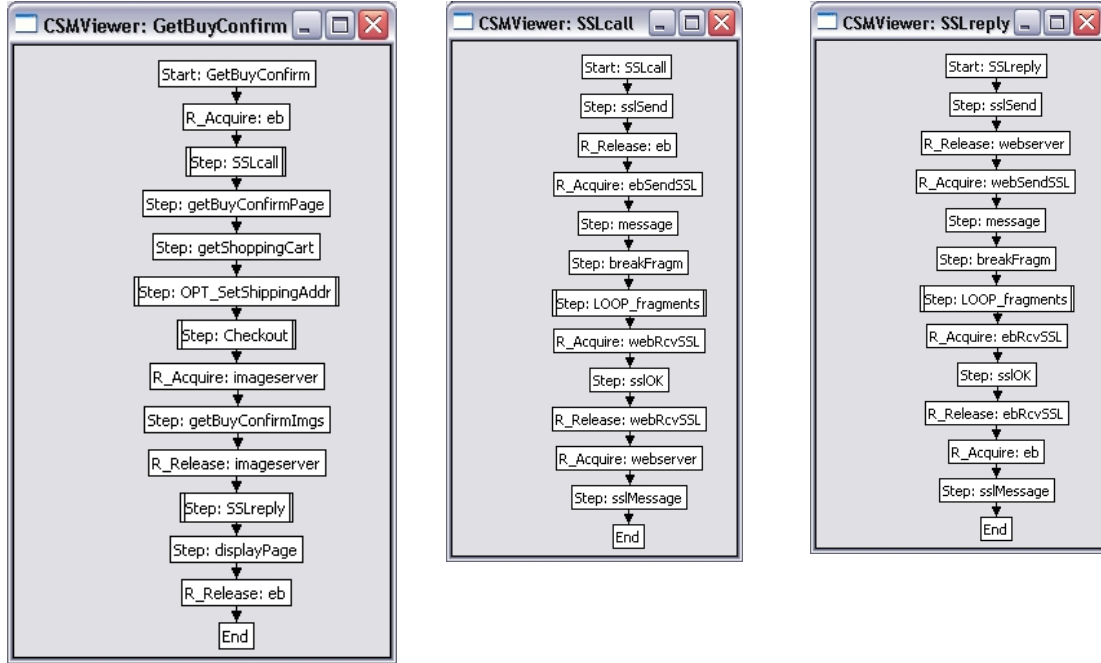 CSMViewer: GetBuyConfirm
Start: GetBuyConfirm
R_Acquire: eb
Step: SSLcall
Step: getBuyConfirmPage
Step: getShoppingCart
Step: OPT_SetShippingAddr
Step: Checkout
R_Acquire: imageserver
Step: getBuyConfirmImgs
R_Release: imageserver
Step: SSLreply
Step: displayPage
R_Release: eb
End
CSMViewer: SSLcall
Start: SSLcall
Step: sslSend
R_Release: eb
R_Acquire: ebSendSSL
Step: message
Step: breakFragm
Step: LOOP_fragments
R_Acquire: webRcvSSL
Step: sslOK
R_Release: webRcvSSL
R_Acquire: webserver
Step: sslMessage
End
CSMViewer: SSLreply
Start: SSLreply
Step: sslSend
R_Release: webserver
R_Acquire: webSendSSL
Step: message
Step: breakFragm
Step: LOOP_fragments
R_Acquire: ebRcvSSL
Step: sslOK
R_Release: ebRcvSSL
R_Acquire: eb
Step: sslMessage
End